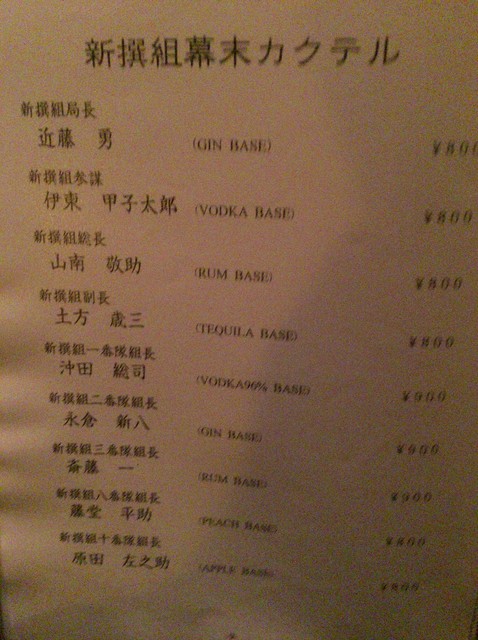 新撰組幕末カクテル
新撰組局長
近藤 勇 (GIN BASE) ¥800
新撰組参謀
伊東 甲子太郎 (VODKA BASE) ¥800
新撰組総長
山南 敬助 (RUM BASE) ¥800
新撰組副長
土方 歳三 (TEQUILA BASE) ¥800
新撰組一番隊組長
沖田 総司 (VODKA96% BASE) ¥900
新撰組二番隊組長
永倉 新八 (GIN BASE) ¥900
新撰組三番隊組長
斎藤 一 (RUM BASE) ¥900
新撰組八番隊組長
藤堂 平助 (PEACH BASE) ¥800
新撰組十番隊組長
原田 左之助 (APPLE BASE) ¥800